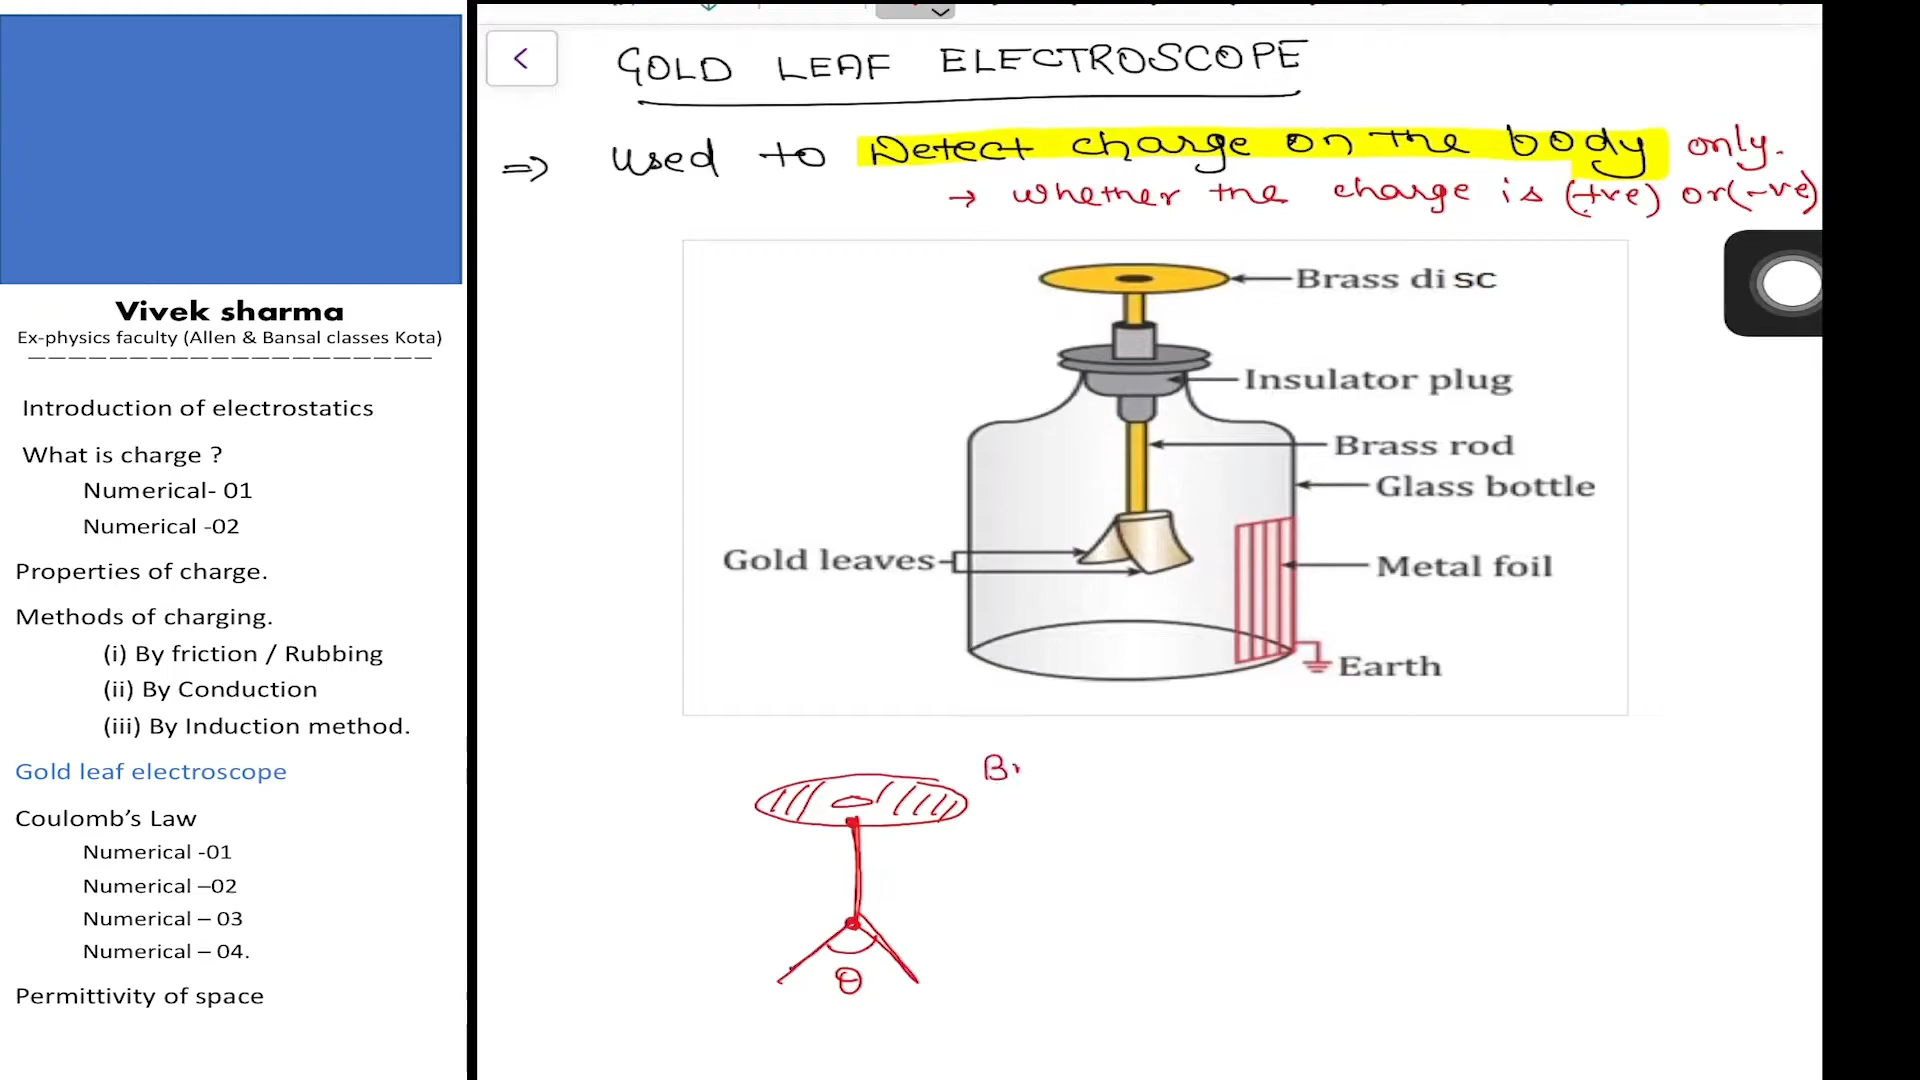 Vivek sharma
Ex-physics faculty (Allen & Bansal classes Kota)
Introduction of electrostatics
What is charge ?
Numerical- 01
Numerical -02
Properties of charge.
Methods of charging.
(i) By friction / Rubbing
(ii) By Conduction
(iii) By Induction method.
Gold leaf electroscope
Coulomb’s Law
Numerical -01
Numerical –02
Numerical – 03
Numerical – 04.
Permittivity of space
GOLD LEAF ELECTROSCOPE
⇒ Used to Detect charge on the body only.
→ whether the charge is (+ve) or (-ve)
Brass disc
Insulator plug
Brass rod
Glass bottle
Gold leaves
Metal foil
Earth
Br
θ